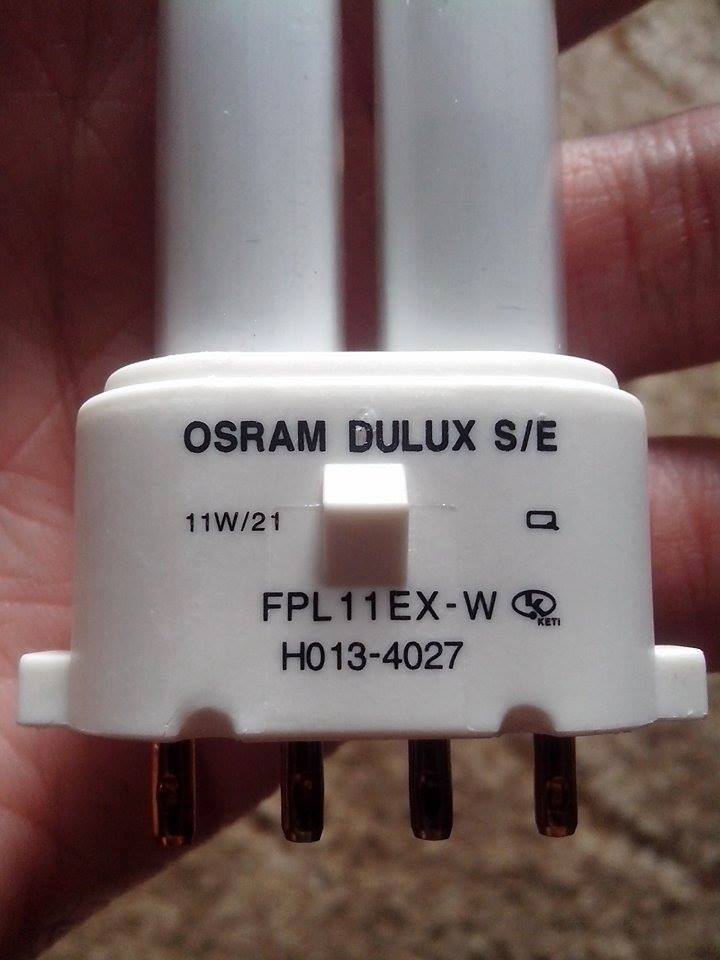 OSRAM DULUX S/E
11W/21
FPL11EX-W
KETI
H013-4027